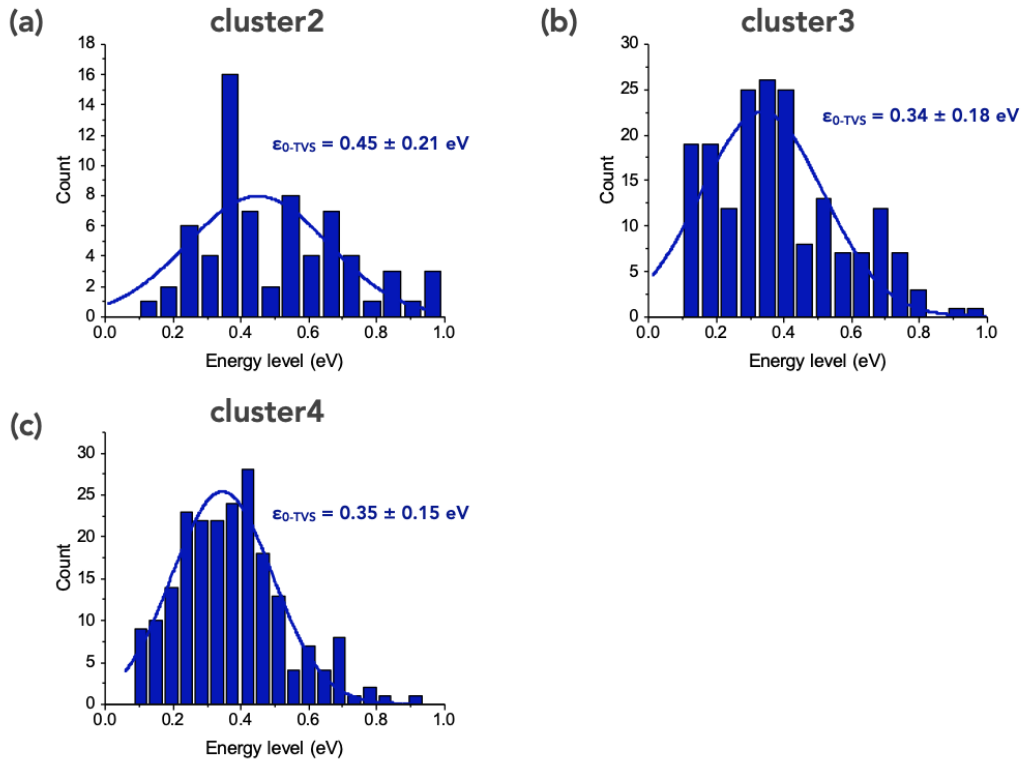 (a)
cluster2
18
16
14
12
10
8
6
4
2
0
Count
ε0-TVS = 0.45 ± 0.21 eV
0.0 0.2 0.4 0.6 0.8 1.0
Energy level (eV)
(b)
cluster3
30
25
20
15
10
5
0
Count
ε0-TVS = 0.34 ± 0.18 eV
0.0 0.2 0.4 0.6 0.8 1.0
Energy level (eV)
(c)
cluster4
30
25
20
15
10
5
0
Count
ε0-TVS = 0.35 ± 0.15 eV
0.0 0.2 0.4 0.6 0.8 1.0
Energy level (eV)